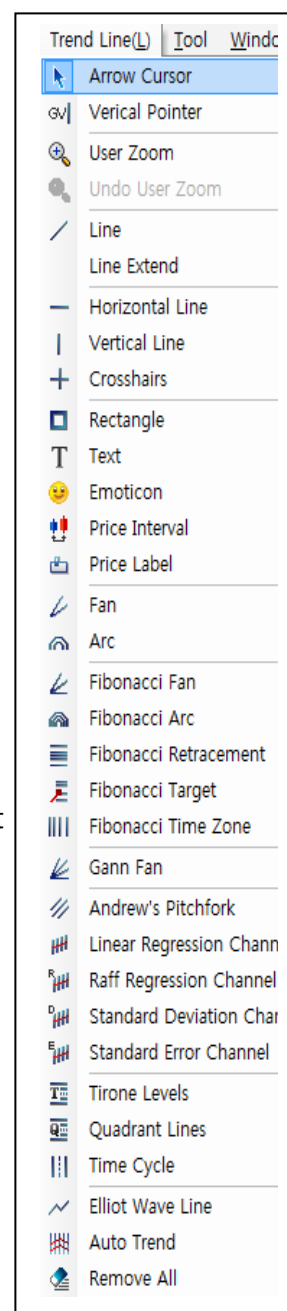 Trend Line(L) Tool Windo
Arrow Cursor
GV Verical Pointer
User Zoom
Undo User Zoom
Line
Line Extend
Horizontal Line
Vertical Line
Crosshairs
Rectangle
T Text
Emoticon
Price Interval
Price Label
Fan
Arc
Fibonacci Fan
Fibonacci Arc
Fibonacci Retracement
Fibonacci Target
Fibonacci Time Zone
Gann Fan
Andrew's Pitchfork
Linear Regression Chann
R Raff Regression Channel
D Standard Deviation Char
E Standard Error Channel
T Tirone Levels
Q Quadrant Lines
Time Cycle
Elliot Wave Line
Auto Trend
Remove All